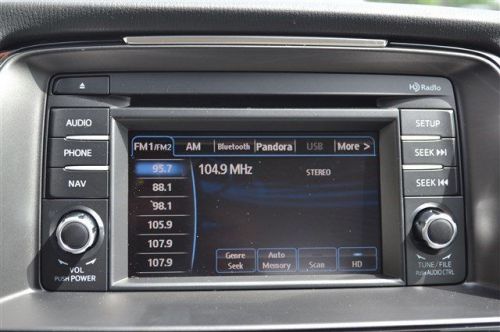 HD Radio
AUDIO
PHONE
NAV
VOL
PUSH POWER
FM1/FM2 AM Bluetooth Pandora USB More >
95.7
88.1
98.1
105.9
107.9
107.9
104.9 MHz
STEREO
Genre Seek
Auto Memory
Scan
HD
SETUP
SEEK
SEEK
TUNE/FILE
PUSH AUDIO CTRL